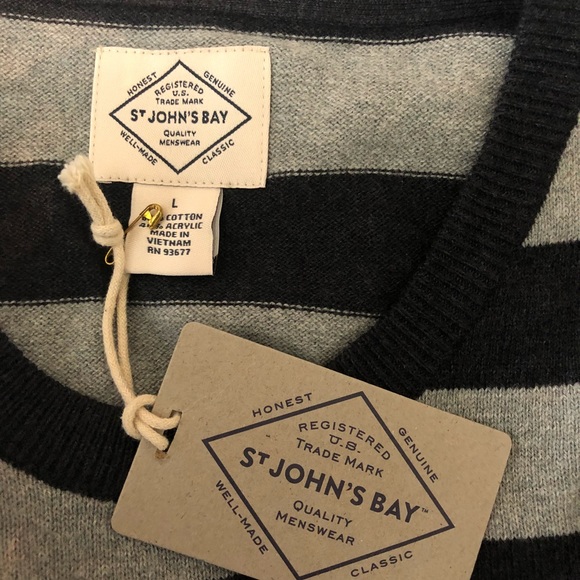 HONEST
GENUINE
REGISTERED
U.S.
TRADE MARK
ST JOHN'S BAY
QUALITY
MENSWEAR
WELL-MADE
CLASSIC
L
COTTON
ACRYLIC
MADE IN
VIETNAM
RN 93677
HONEST
GENUINE
REGISTERED
U.S.
TRADE MARK
ST JOHN'S BAY™
QUALITY
MENSWEAR
WELL-MADE
CLASSIC